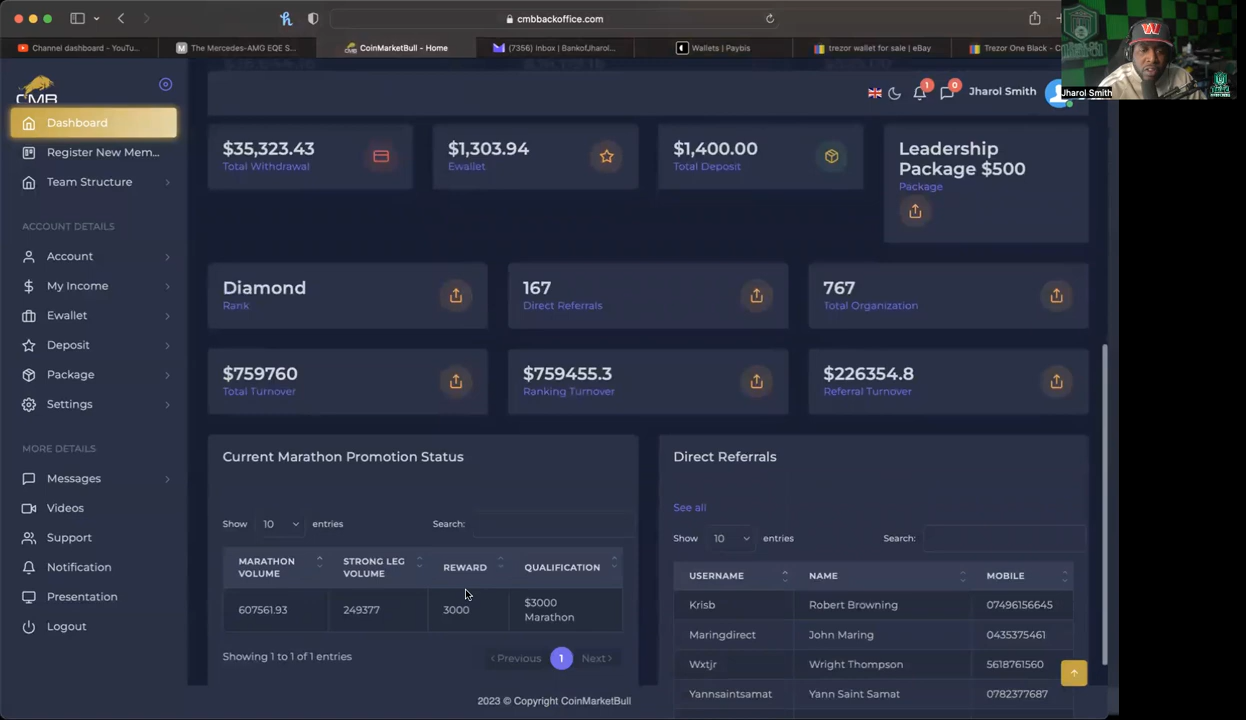 cmbbackoffice.com
Channel dashboard - YouTu...
The Mercedes-AMG EQE S...
CoinMarketBull - Home
(7356) Inbox | BankofJharol...
Wallets | Paybis
trezor wallet for sale | eBay
Trezor One Black - C
CMB
1
0
Jharol Smith
Jharol Smith
Dashboard
Register New Mem...
Team Structure
ACCOUNT DETAILS
Account
My Income
Ewallet
Deposit
Package
Settings
MORE DETAILS
Messages
Videos
Support
Notification
Presentation
Logout
$35,323.43
Total Withdrawal
$1,303.94
Ewallet
$1,400.00
Total Deposit
Leadership
Package $500
Package
Diamond
Rank
167
Direct Referrals
767
Total Organization
$759760
Total Turnover
$759455.3
Ranking Turnover
$226354.8
Referral Turnover
Current Marathon Promotion Status
Show 10 entries Search:
MARATHON VOLUME STRONG LEG VOLUME REWARD QUALIFICATION
607561.93 249377 3000 $3000 Marathon
Showing 1 to 1 of 1 entries
Previous 1 Next
Direct Referrals
See all
Show 10 entries Search:
USERNAME NAME MOBILE
Krisb Robert Browning 07496156645
Maringdirect John Maring 0435375461
Wxtjr Wright Thompson 5618761560
Yannsaintsamat Yann Saint Samat 0782377687
2023 © Copyright CoinMarketBull